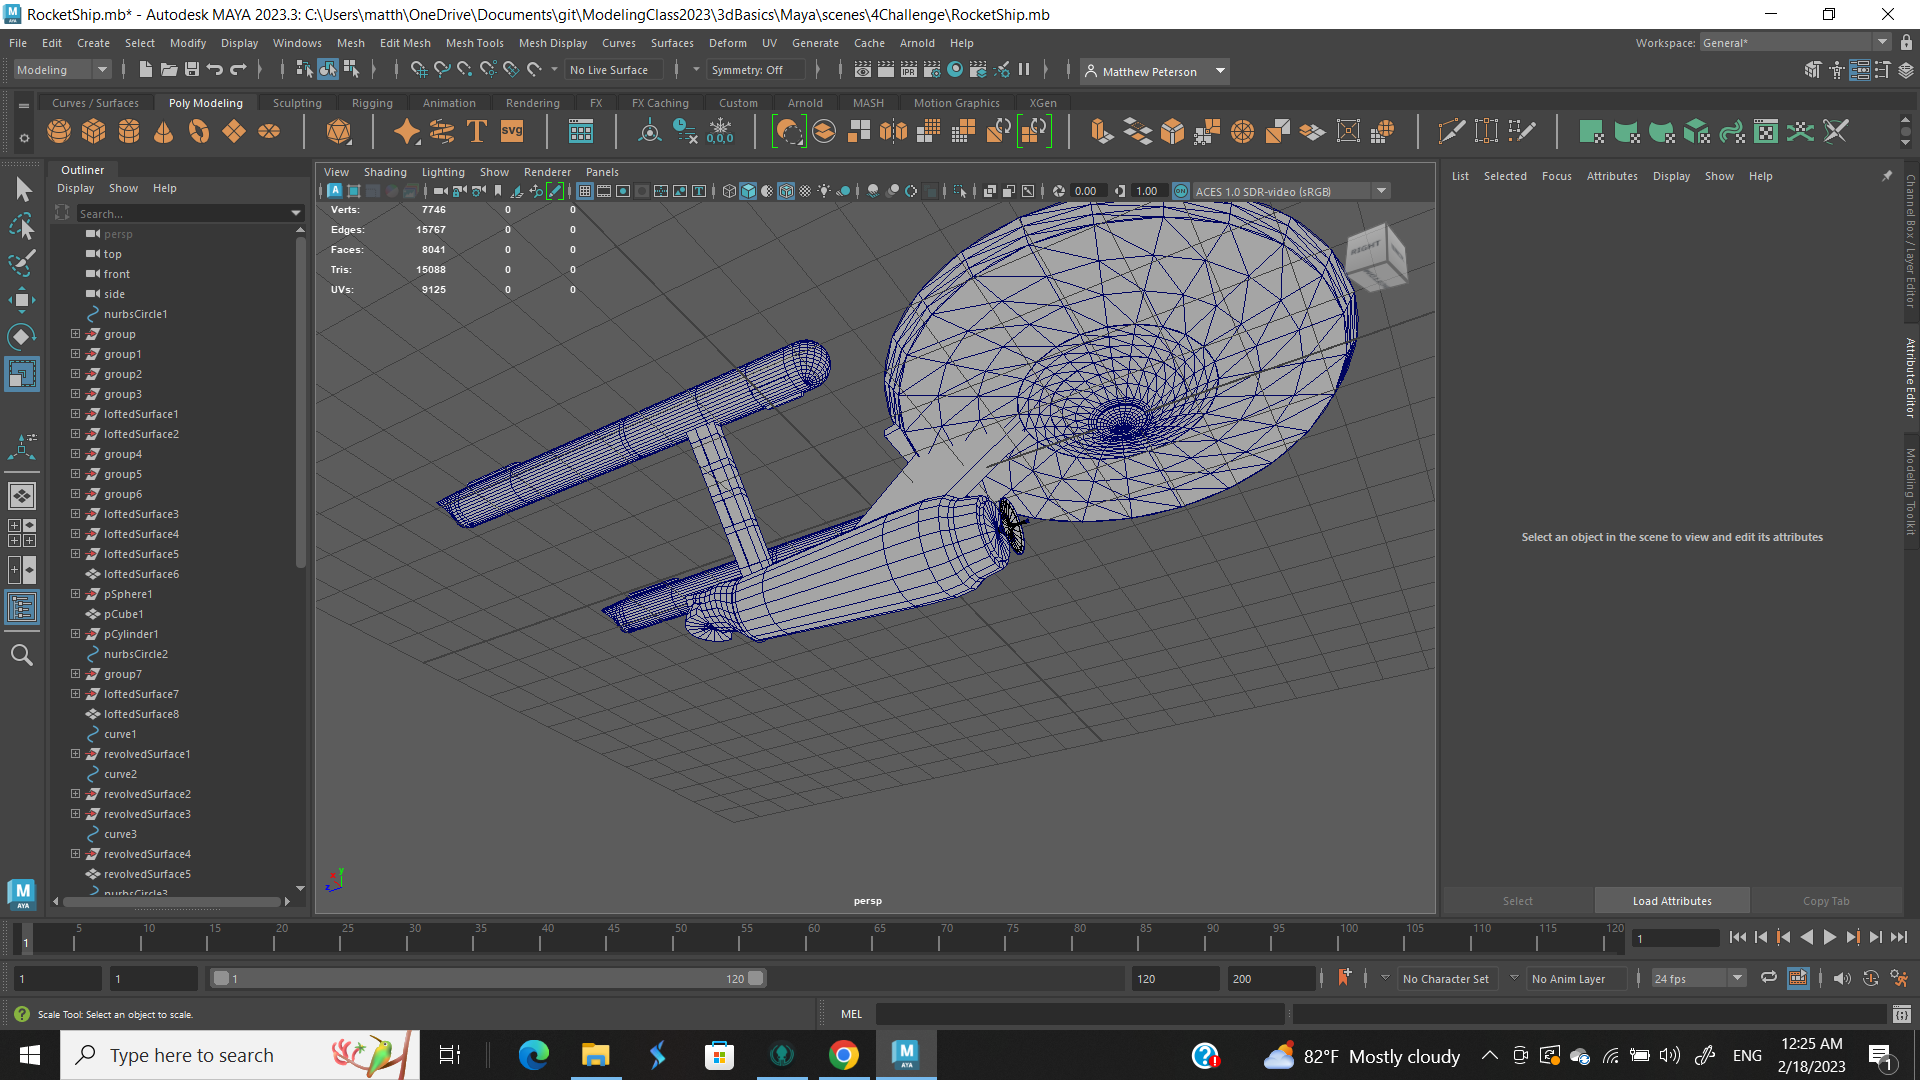 RocketShip.mb* - Autodesk MAYA 2023.3: C:\Users\matth\OneDrive\Documents\git\ModelingClass2023\3dBasics\Maya\scenes\4Challenge\RocketShip.mb
File Edit Create Select Modify Display Windows Mesh Edit Mesh Mesh Tools Mesh Display Curves Surfaces Deform UV Generate Cache Arnold Help Workspace: General*
Modeling No Live Surface Symmetry: Off Matthew Peterson
Curves / Surfaces Poly Modeling Sculpting Rigging Animation Rendering FX FX Caching Custom Arnold MASH Motion Graphics XGen
Outliner
Display Show Help
Search...
persp
top
front
side
nurbsCircle1
group
group1
group2
group3
loftedSurface1
loftedSurface2
group4
group5
group6
loftedSurface3
loftedSurface4
loftedSurface5
loftedSurface6
pSphere1
pCube1
pCylinder1
nurbsCircle2
group7
loftedSurface7
loftedSurface8
curve1
revolvedSurface1
curve2
revolvedSurface2
revolvedSurface3
curve3
revolvedSurface4
revolvedSurface5
nurbsCircle3
View Shading Lighting Show Renderer Panels
0.00 1.00 ACES 1.0 SDR-video (sRGB)
Verts: 7746 0 0
Edges: 15767 0 0
Faces: 8041 0 0
Tris: 15088 0 0
UVs: 9125 0 0
RIGHT
persp
List Selected Focus Attributes Display Show Help
Select an object in the scene to view and edit its attributes
Select Load Attributes Copy Tab
Channel Box / Layer Editor
Attribute Editor
Modeling Toolkit
1 5 10 15 20 25 30 35 40 45 50 55 60 65 70 75 80 85 90 95 100 105 110 115 120 1
1 1 1 120 120 200 No Character Set No Anim Layer 24 fps
Scale Tool: Select an object to scale. MEL
Type here to search
82°F Mostly cloudy
ENG
12:25 AM
2/18/2023
1